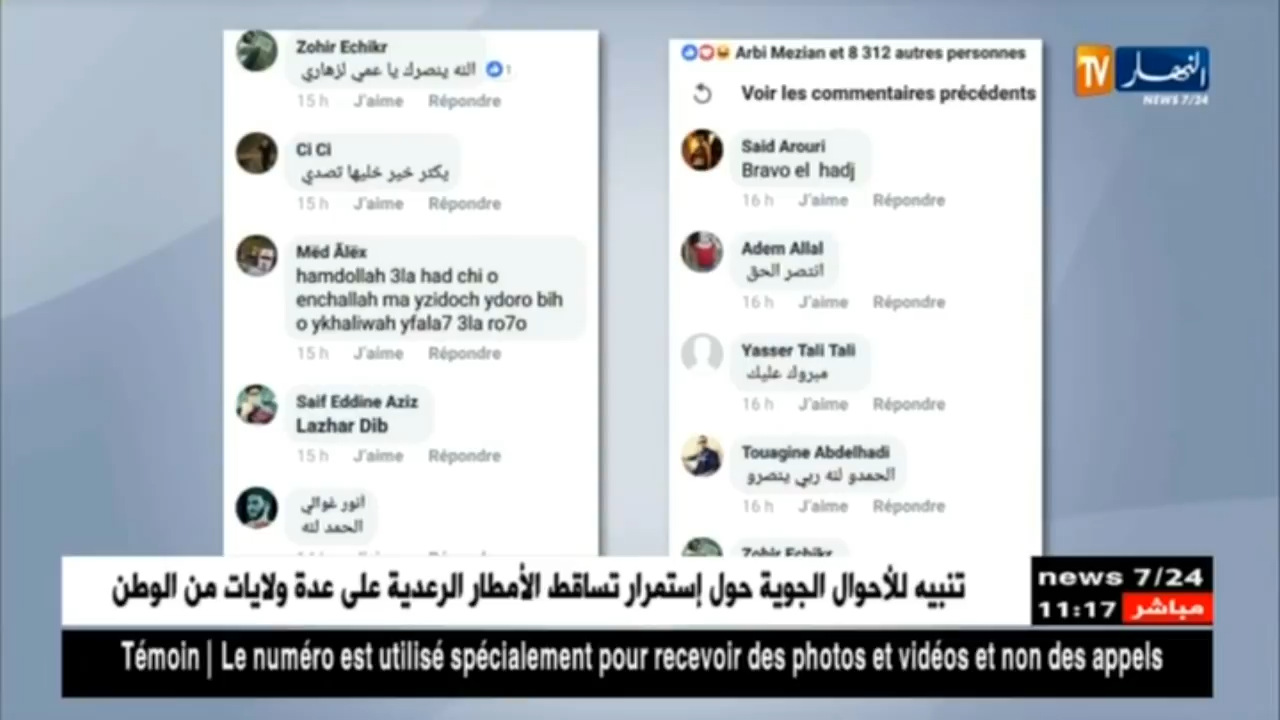 Zohir Echikr
الله ينصرك يا عمي لزهاري 1
15 h J'aime Répondre
Ci Ci
يكثر خير خليها تصدي
15 h J'aime Répondre
Mëd Ãlëx
hamdollah 3la had chi o
enchallah ma yzidoch ydoro bih
o ykhaliwah yfala7 3la ro7o
15 h J'aime Répondre
Saif Eddine Aziz
Lazhar Dib
15 h J'aime Répondre
انور غوالي
الحمد لله
Arbi Mezian et 8 312 autres personnes
Voir les commentaires précédents
Said Arouri
Bravo el hadj
16 h J'aime Répondre
Adem Allal
انتصر الحق
16 h J'aime Répondre
Yasser Tali Tali
مبروك عليك
16 h J'aime Répondre
Touagine Abdelhadi
الحمدو لله ربي ينصرو
16 h J'aime Répondre
Zohir Echikr
TV النهار
NEWS 7/24
تنبيه للأحوال الجوية حول إستمرار تساقط الأمطار الرعدية على عدة ولايات من الوطن
news 7/24
11:17 مباشر
Témoin | Le numéro est utilisé spécialement pour recevoir des photos et vidéos et non des appels